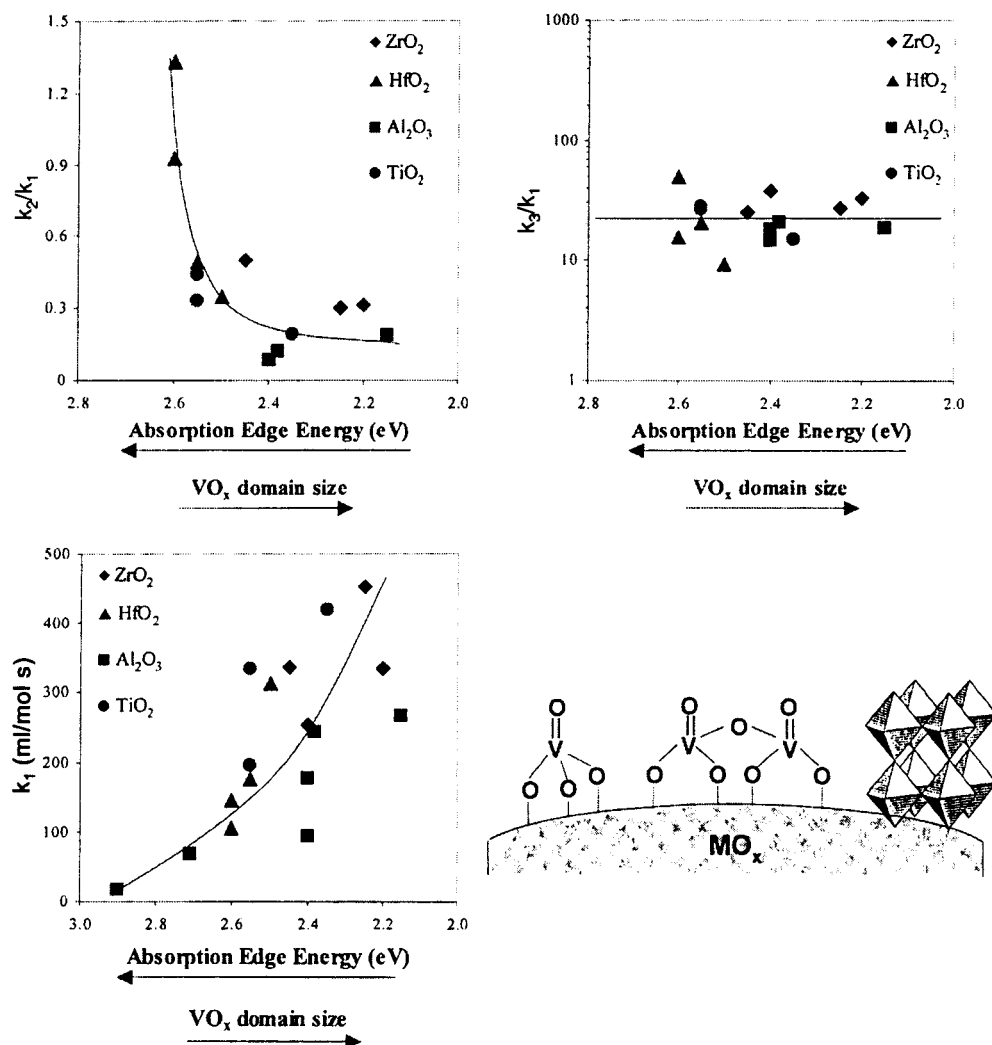 1.5
1.2
0.9
0.6
0.3
0
k₂/k₁
ZrO₂
HfO₂
Al₂O₃
TiO₂
2.8 2.6 2.4 2.2 2.0
Absorption Edge Energy (eV)
VOₓ domain size
1000
100
10
1
k₃/k₁
ZrO₂
HfO₂
Al₂O₃
TiO₂
2.8 2.6 2.4 2.2 2.0
Absorption Edge Energy (eV)
VOₓ domain size
500
400
300
200
100
0
k₁ (ml/mol s)
ZrO₂
HfO₂
Al₂O₃
TiO₂
3.0 2.8 2.6 2.4 2.2 2.0
Absorption Edge Energy (eV)
VOₓ domain size
O O
O
V V V
O O O O O O O
MOₓ